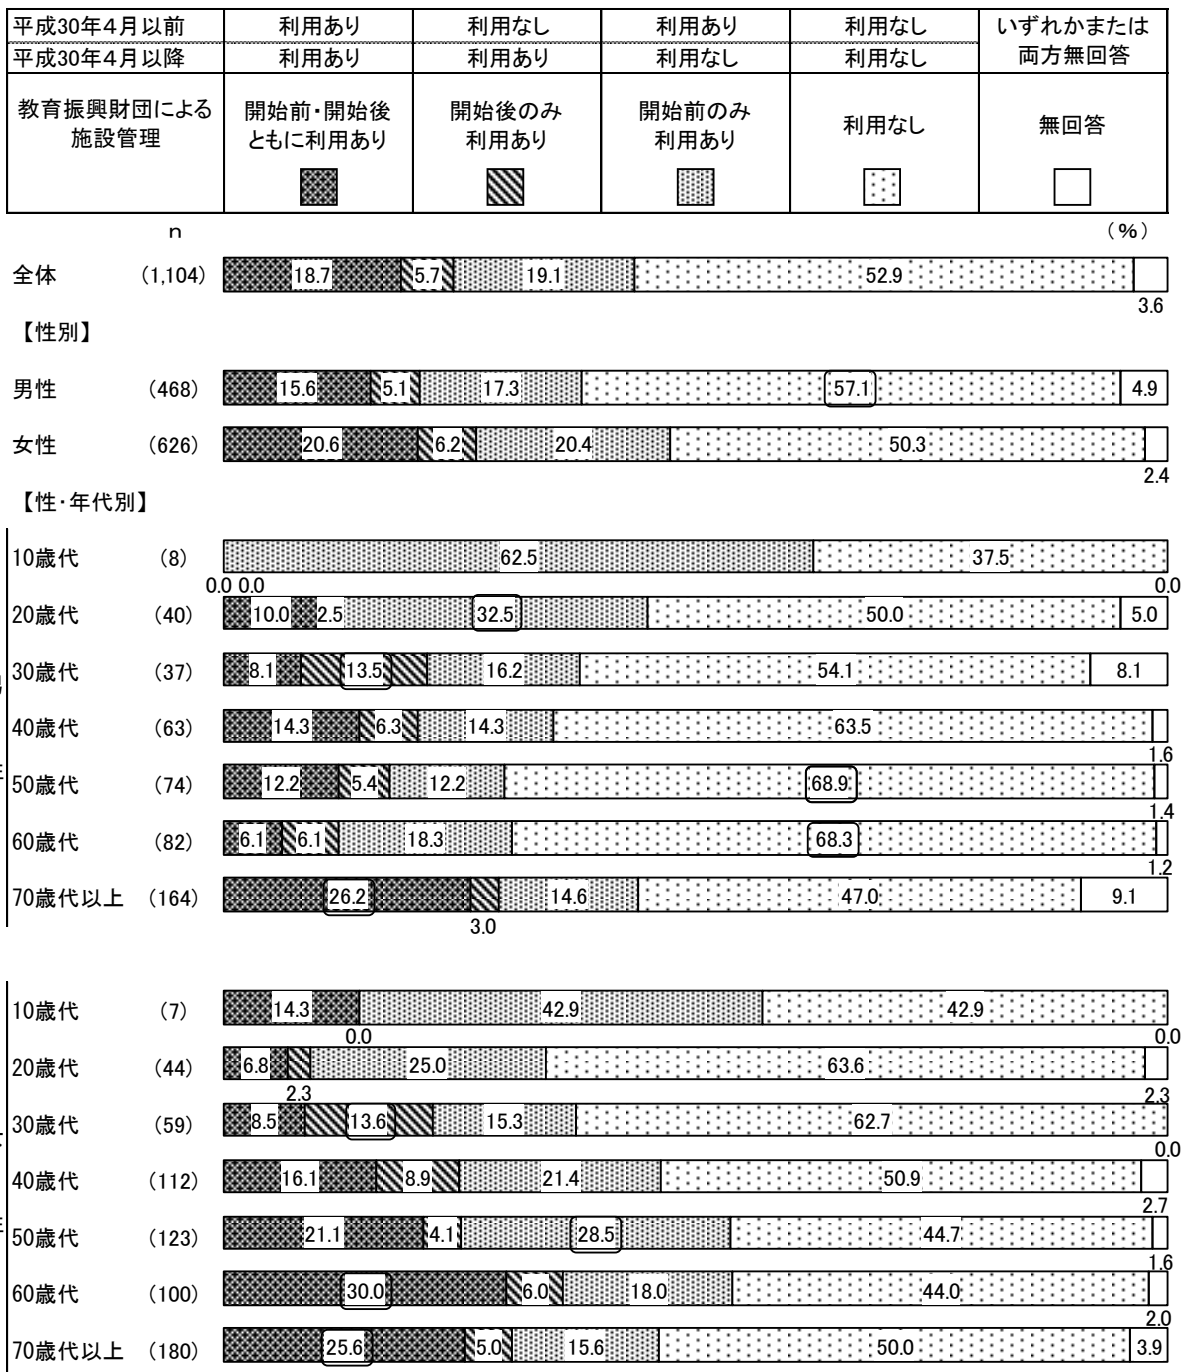 平成30年4月以前 利用あり 利用なし 利用あり 利用なし いずれかまたは
平成30年4月以降 利用あり 利用あり 利用なし 利用なし 両方無回答
教育振興財団による 開始前・開始後 開始後のみ 開始前のみ 利用なし 無回答
施設管理 ともに利用あり 利用あり 利用あり
n (%)
全体 (1,104) 18.7 5.7 19.1 52.9
3.6
【性別】
男性 (468) 15.6 5.1 17.3 57.1 4.9
女性 (626) 20.6 6.2 20.4 50.3
2.4
【性・年代別】
10歳代 (8) 62.5 37.5
0.0 0.0 0.0
20歳代 (40) 10.0 2.5 32.5 50.0 5.0
30歳代 (37) 8.1 13.5 16.2 54.1 8.1
40歳代 (63) 14.3 6.3 14.3 63.5
1.6
50歳代 (74) 12.2 5.4 12.2 68.9
1.4
60歳代 (82) 6.1 6.1 18.3 68.3
1.2
70歳代以上 (164) 26.2 14.6 47.0 9.1
3.0
10歳代 (7) 14.3 42.9 42.9
0.0 0.0
20歳代 (44) 6.8 25.0 63.6
2.3 2.3
30歳代 (59) 8.5 13.6 15.3 62.7
0.0
40歳代 (112) 16.1 8.9 21.4 50.9
2.7
50歳代 (123) 21.1 4.1 28.5 44.7
1.6
60歳代 (100) 30.0 6.0 18.0 44.0
2.0
70歳代以上 (180) 25.6 5.0 15.6 50.0 3.9